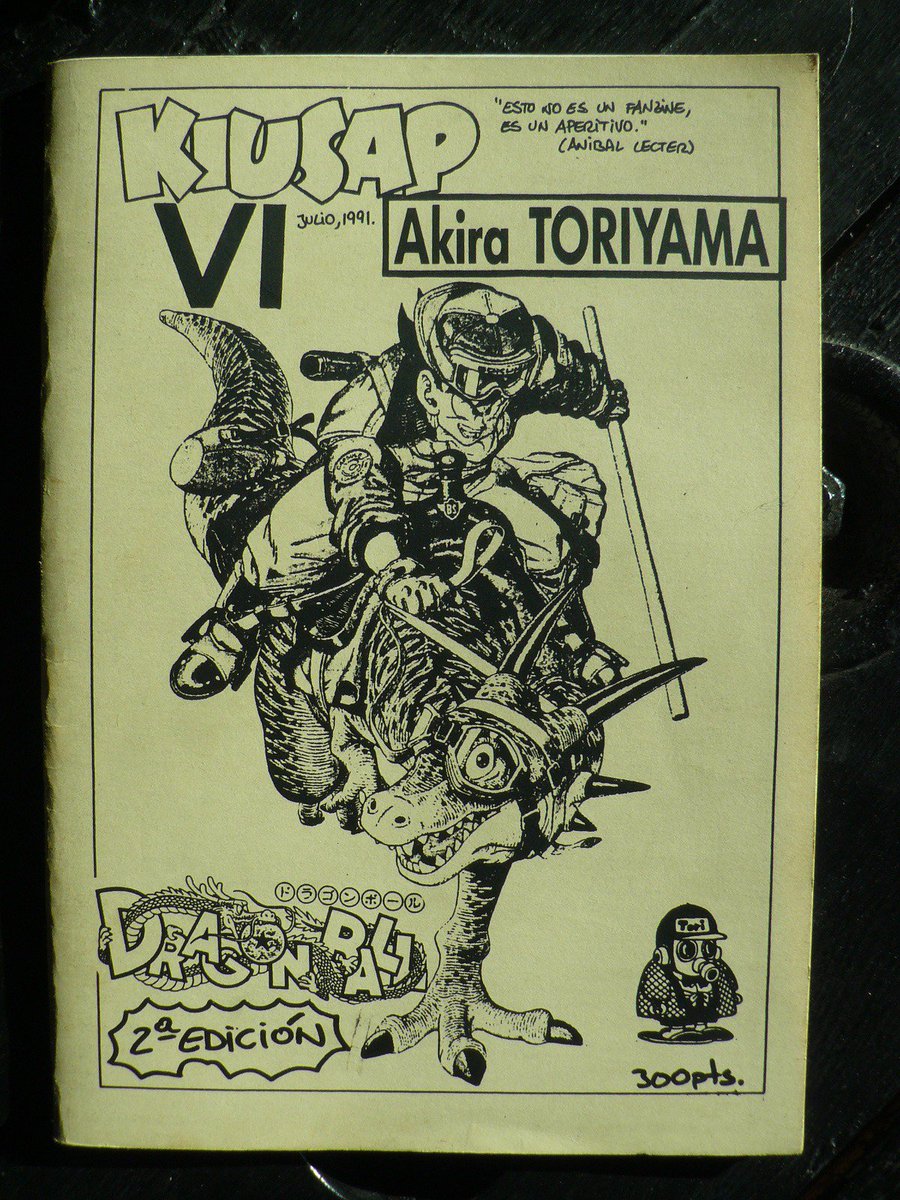 KIUSAP
"ESTO NO ES UN FANZINE,
ES UN APERITIVO."
(ANIBAL LECTER)
VI
JULIO, 1991.
Akira TORIYAMA
BS
ドラゴンボール
DRAGON BALL
Tori
2ª EDICIÓN
300pts.